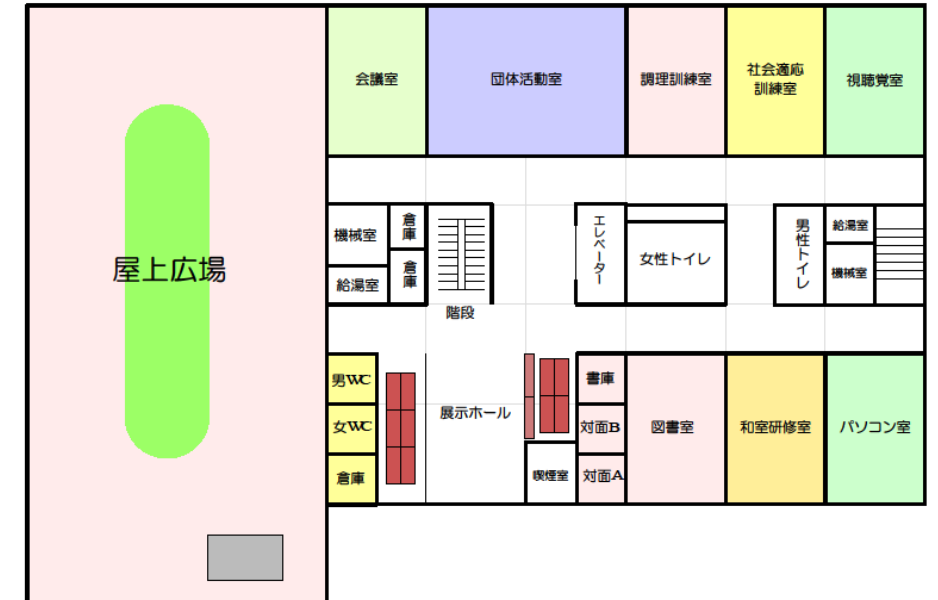 会議室
団体活動室
調理訓練室
社会適応
訓練室
視聴覚室
屋上広場
機械室
倉庫
給湯室
倉庫
階段
エレベーター
女性トイレ
男性トイレ
給湯室
機械室
男WC
女WC
倉庫
展示ホール
喫煙室
書庫
対面B
対面A
図書室
和室研修室
パソコン室